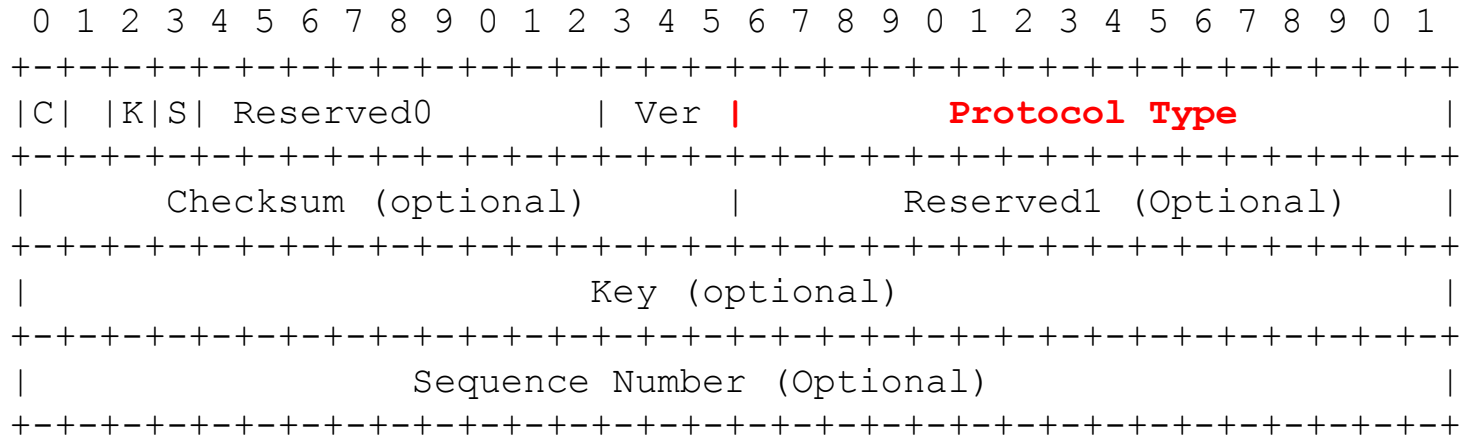 0 1 2 3 4 5 6 7 8 9 0 1 2 3 4 5 6 7 8 9 0 1 2 3 4 5 6 7 8 9 0 1
+-+-+-+-+-+-+-+-+-+-+-+-+-+-+-+-+-+-+-+-+-+-+-+-+-+-+-+-+-+-+-+-+
|C| |K|S| Reserved0       | Ver |         Protocol Type         |
+-+-+-+-+-+-+-+-+-+-+-+-+-+-+-+-+-+-+-+-+-+-+-+-+-+-+-+-+-+-+-+-+
|      Checksum (optional)      |       Reserved1 (Optional)    |
+-+-+-+-+-+-+-+-+-+-+-+-+-+-+-+-+-+-+-+-+-+-+-+-+-+-+-+-+-+-+-+-+
|                         Key (optional)                        |
+-+-+-+-+-+-+-+-+-+-+-+-+-+-+-+-+-+-+-+-+-+-+-+-+-+-+-+-+-+-+-+-+
|                 Sequence Number (Optional)                    |
+-+-+-+-+-+-+-+-+-+-+-+-+-+-+-+-+-+-+-+-+-+-+-+-+-+-+-+-+-+-+-+-+